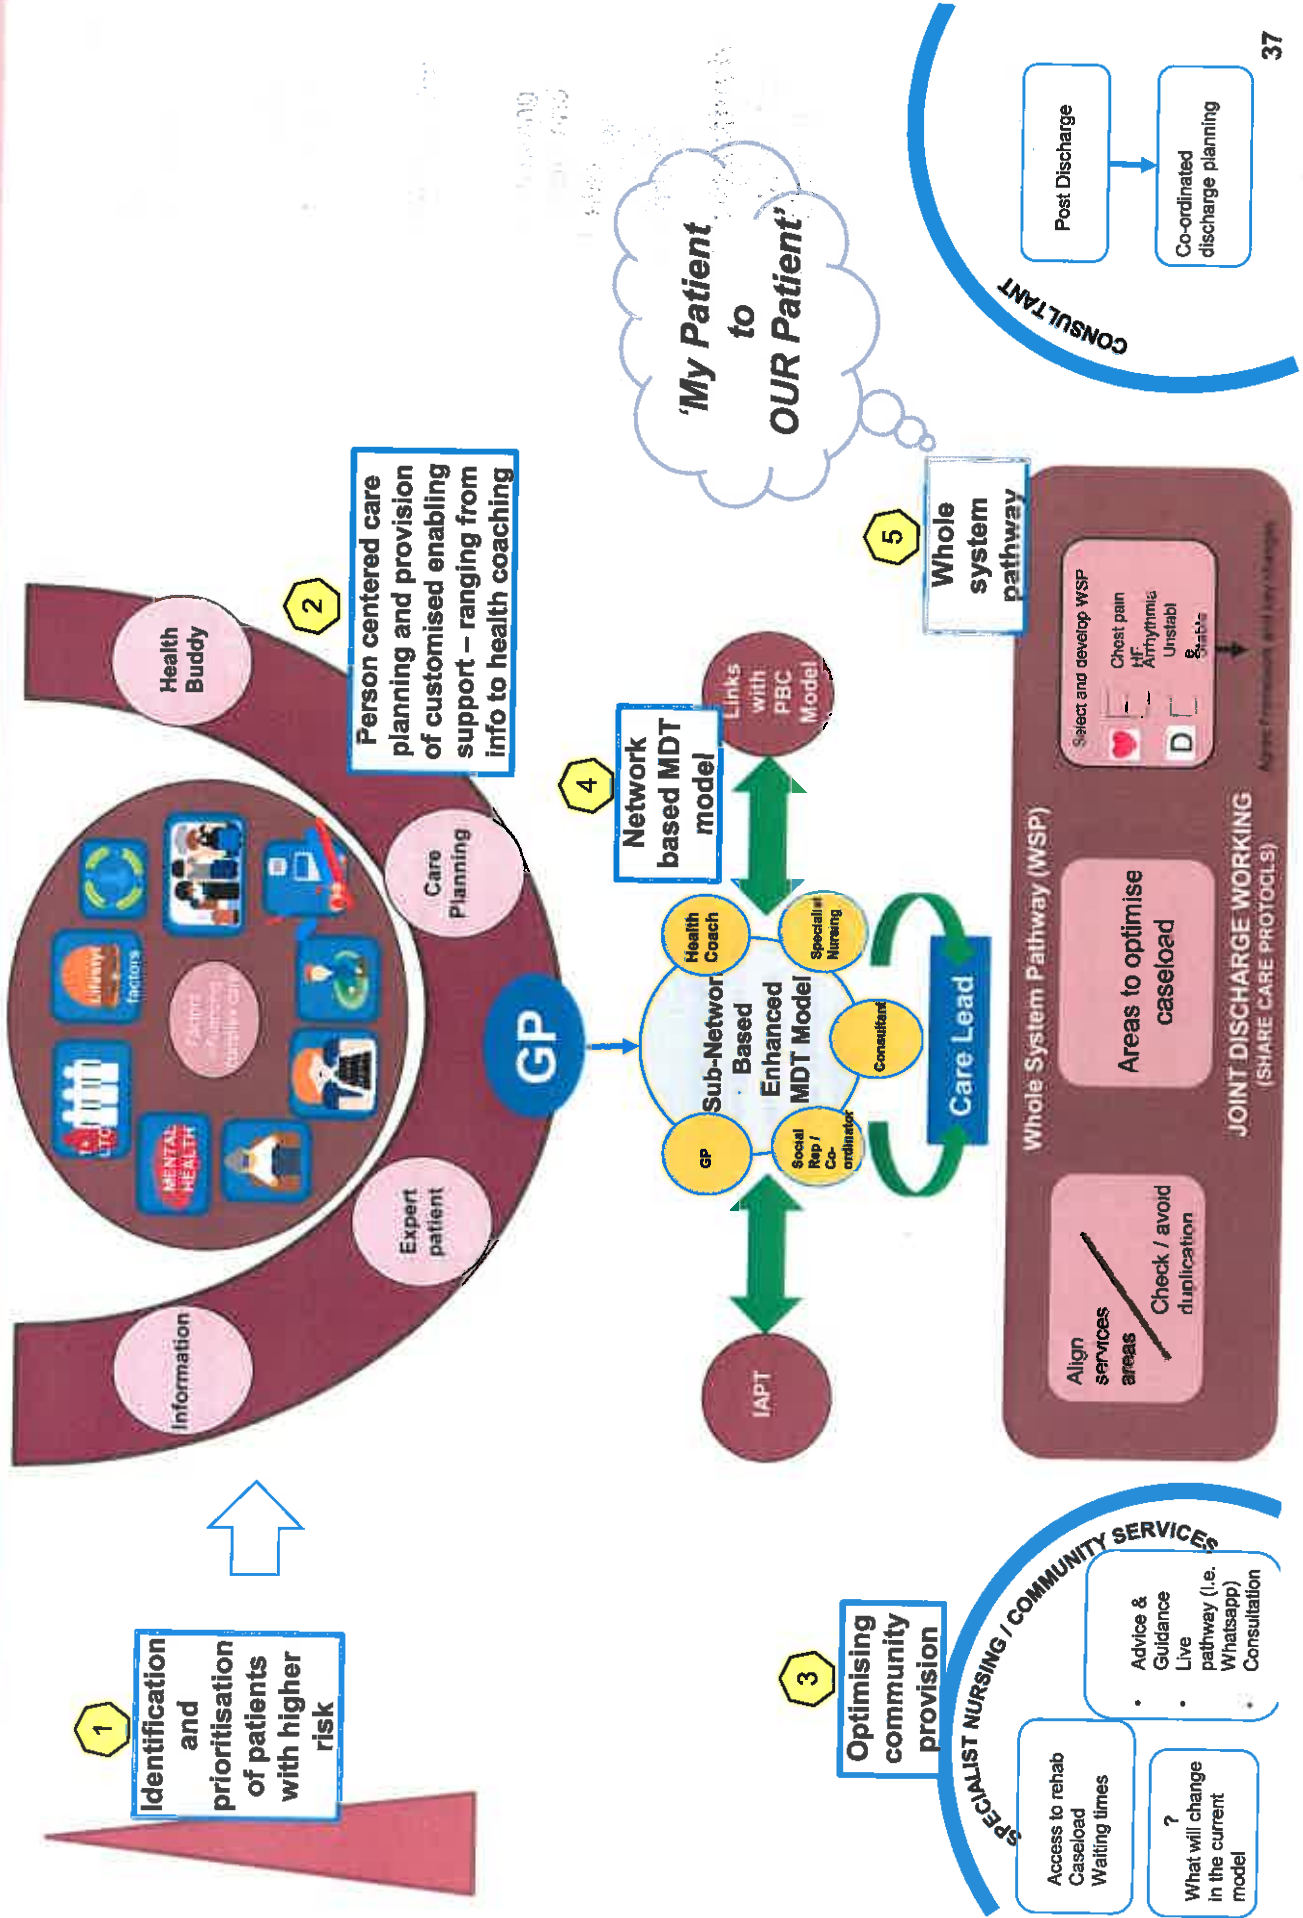 1
Identification
and
prioritisation
of patients
with higher
risk
Information
Expert
patient
Care
Planning
Health
Buddy
LTC
MENTAL
HEALTH
factors
GP
2
Person centered care
planning and provision
of customised enabling
support – ranging from
info to health coaching
3
Optimising
community
provision
4
Network
based MDT
model
IAPT
Links
with
PBC
Model
Sub-Network
Based
Enhanced
MDT Model
GP
Health
Coach
Social
Rep /
Co-
ordinator
Specialist
Nursing
Consultant
Care Lead
'My Patient
to
OUR Patient'
5
Whole
system
pathway
SPECIALIST NURSING / COMMUNITY SERVICES
Access to rehab
Caseload
Waiting times
?
What will change
in the current
model
• Advice &
Guidance
• Live
pathway (I.e.
Whatsapp)
• Consultation
Whole System Pathway (WSP)
Align
services
areas
Check / avoid
duplication
Areas to optimise
caseload
Select and develop WSP
Chest pain
HF
Arrhythmia
D
Unstabl
e
Stable
JOINT DISCHARGE WORKING
(SHARE CARE PROTOCLS)
CONSULTANT
Post Discharge
Co-ordinated
discharge planning
37